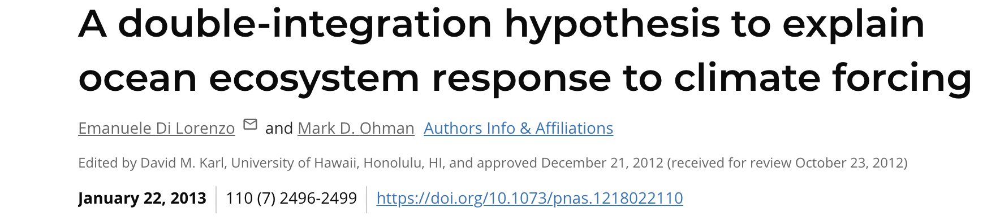 A double-integration hypothesis to explain
ocean ecosystem response to climate forcing
Emanuele Di Lorenzo and Mark D. Ohman Authors Info & Affiliations
Edited by David M. Karl, University of Hawaii, Honolulu, HI, and approved December 21, 2012 (received for review October 23, 2012)
January 22, 2013 110 (7) 2496-2499 https://doi.org/10.1073/pnas.1218022110